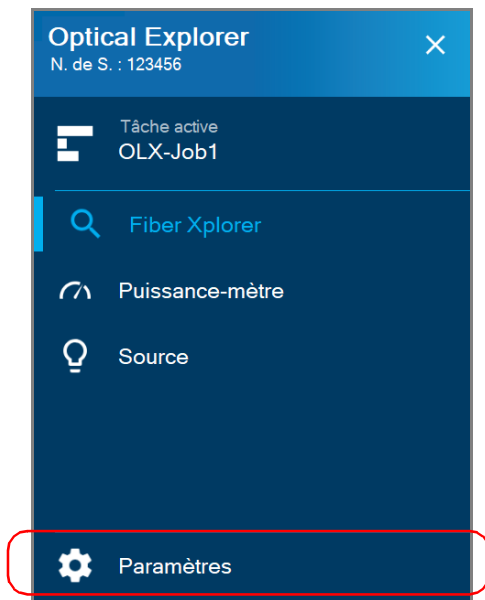 Optical Explorer
N. de S. : 123456
Tâche active
OLX-Job1
Fiber Xplorer
Puissance-mètre
Source
Paramètres